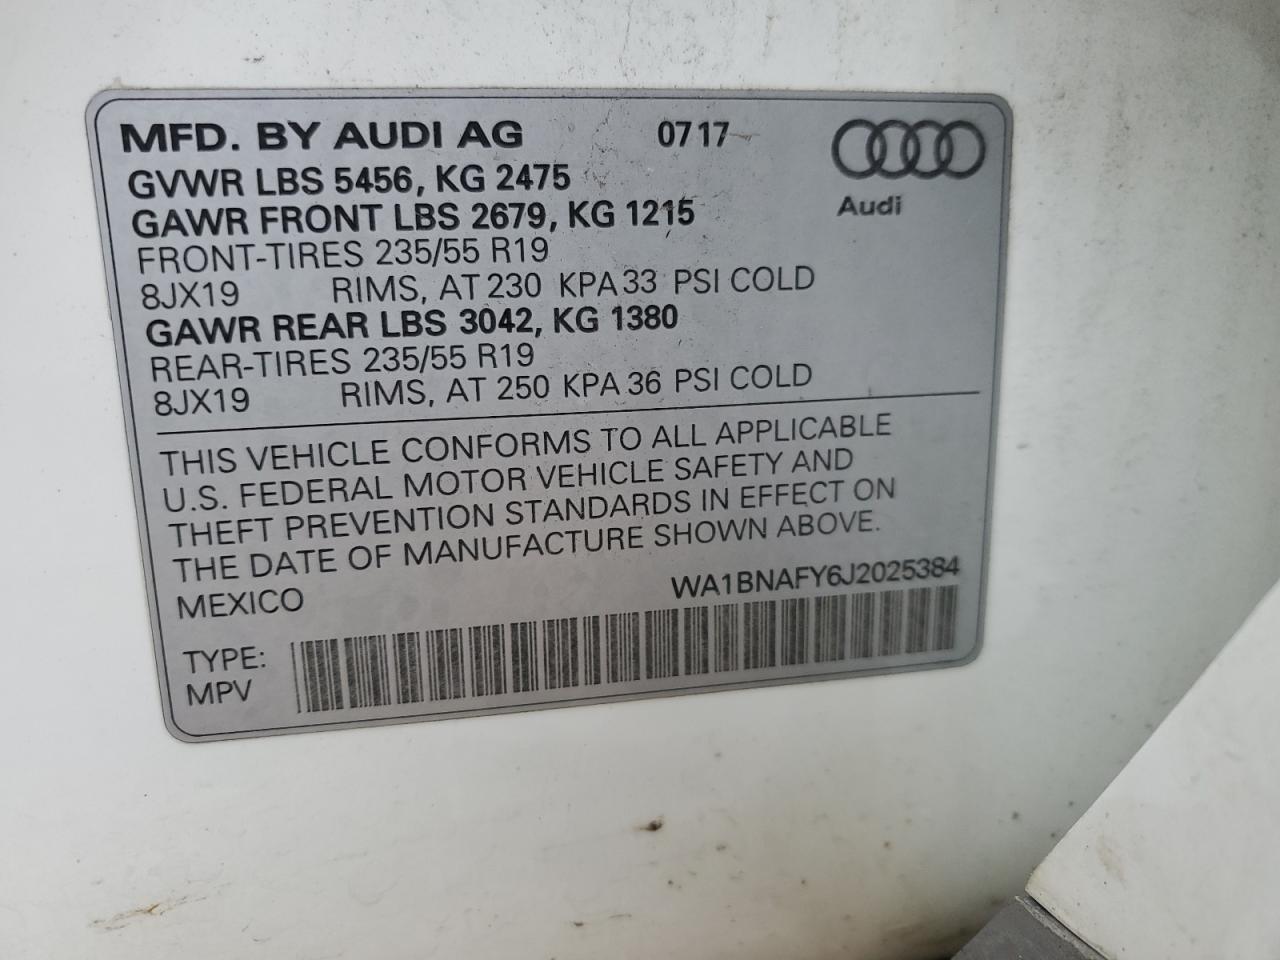 MFD. BY AUDI AG 0717
Audi
GVWR LBS 5456, KG 2475
GAWR FRONT LBS 2679, KG 1215
FRONT-TIRES 235/55 R19
8JX19 RIMS, AT 230 KPA 33 PSI COLD
GAWR REAR LBS 3042, KG 1380
REAR-TIRES 235/55 R19
8JX19 RIMS, AT 250 KPA 36 PSI COLD
THIS VEHICLE CONFORMS TO ALL APPLICABLE
U.S. FEDERAL MOTOR VEHICLE SAFETY AND
THEFT PREVENTION STANDARDS IN EFFECT ON
THE DATE OF MANUFACTURE SHOWN ABOVE.
MEXICO WA1BNAFY6J2025384
TYPE:
MPV